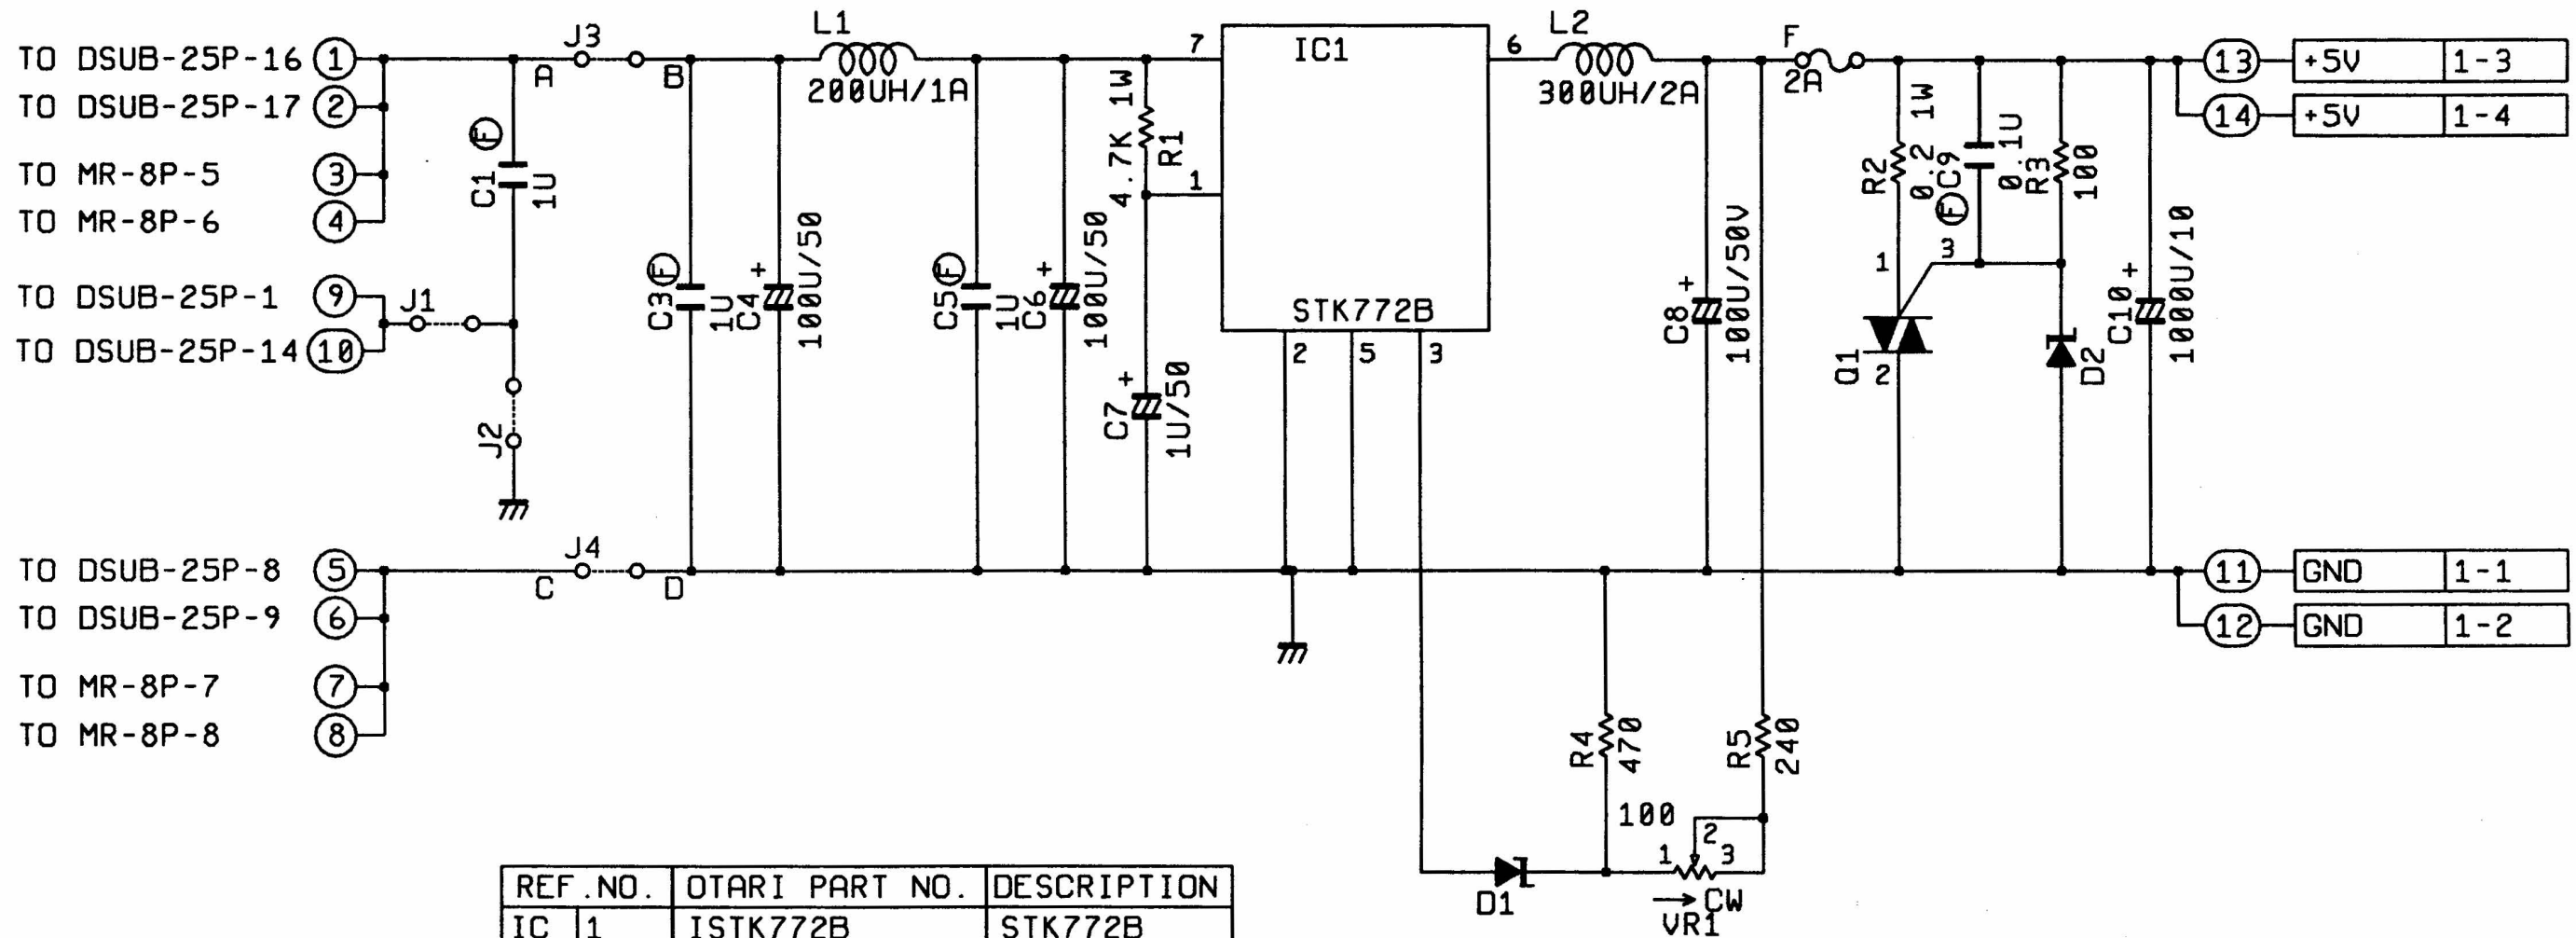 TO DSUB-25P-16 1
TO DSUB-25P-17 2
TO MR-8P-5 3
TO MR-8P-6 4
TO DSUB-25P-1 9
TO DSUB-25P-14 10
TO DSUB-25P-8 5
TO DSUB-25P-9 6
TO MR-8P-7 7
TO MR-8P-8 8
J3
A
B
C1 F
1U
J1
J2
J4
C
D
L1
200UH/1A
C3 F
1U
C4 +
100U/50
C5 F
1U
C6 +
100U/50
4.7K 1W
R1
C7 +
1U/50
7
1
IC1
STK772B
6
2
5
3
L2
300UH/2A
C8 +
100U/50V
F
2A
R2
0.2 1W
F C9
0.1U
R3
100
1
3
Q1
2
D2
C10 +
1000U/10
R4
470
R5
240
100
1
2
3
D1
CW
VR1
13 +5V 1-3
14 +5V 1-4
11 GND 1-1
12 GND 1-2
REF.NO. OTARI PART NO. DESCRIPTION
IC 1 ISTK772B STK772B